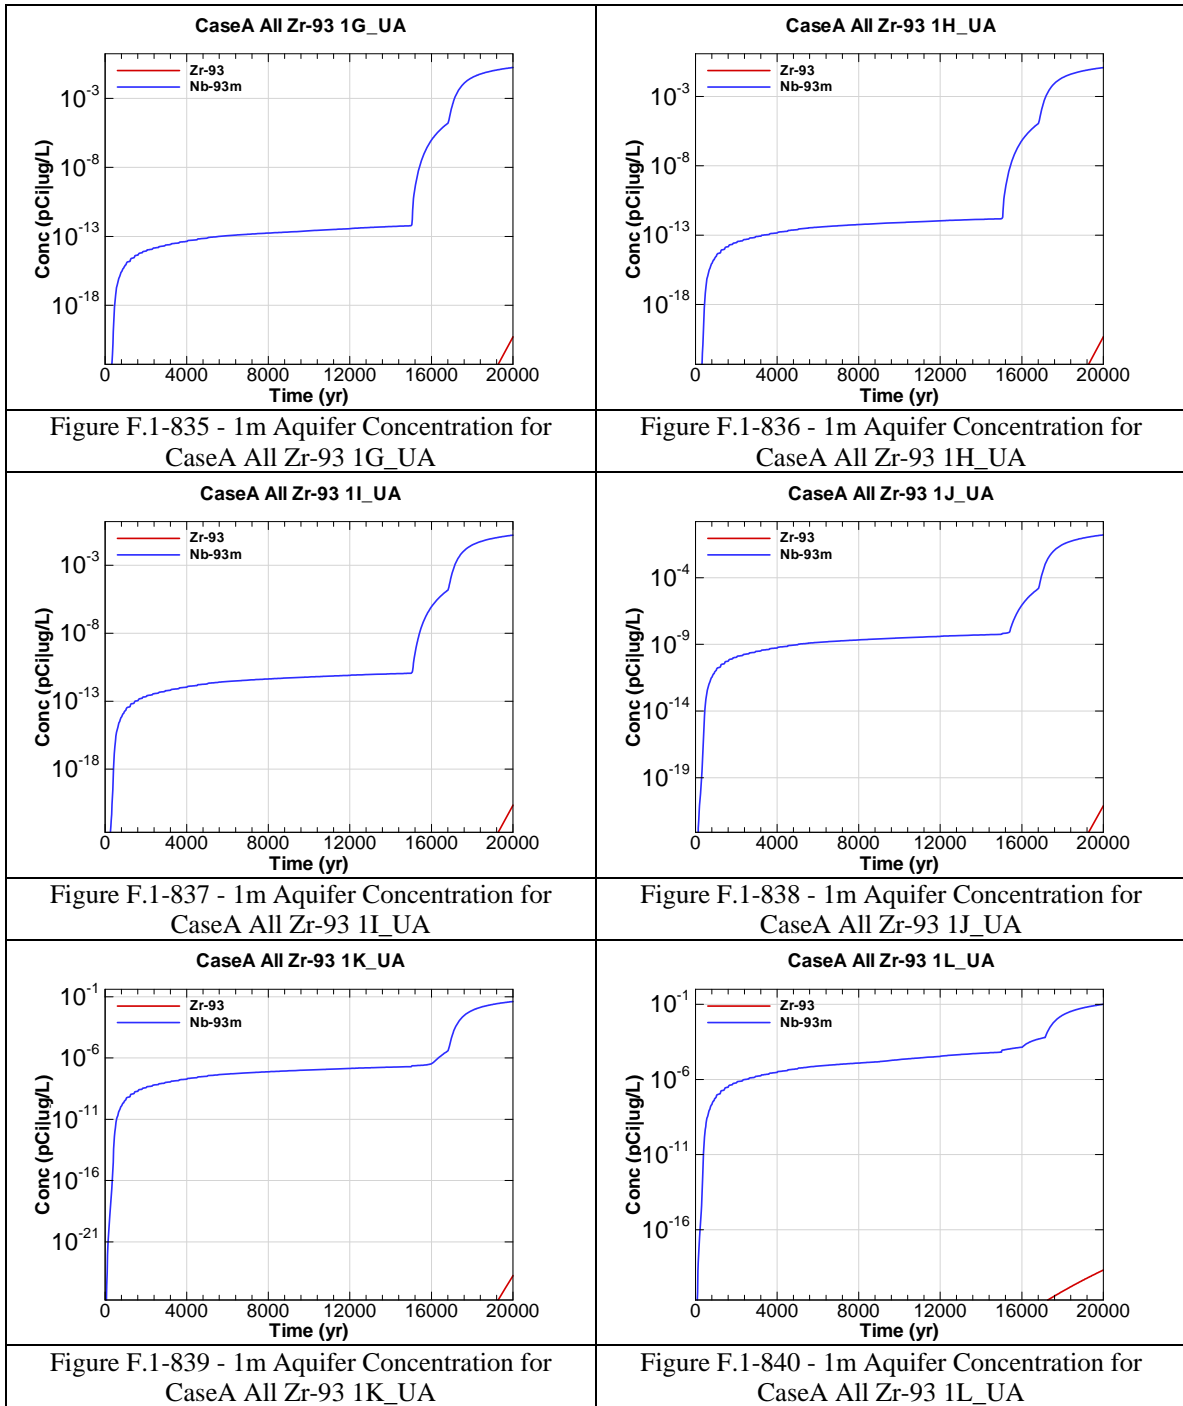 CaseA All Zr-93 1G_UA
Zr-93
Nb-93m
Conc (pCi|ug/L)
10-3
10-8
10-13
10-18
0 4000 8000 12000 16000 20000
Time (yr)
Figure F.1-835 - 1m Aquifer Concentration for
CaseA All Zr-93 1G_UA
CaseA All Zr-93 1H_UA
Zr-93
Nb-93m
Conc (pCi|ug/L)
10-3
10-8
10-13
10-18
0 4000 8000 12000 16000 20000
Time (yr)
Figure F.1-836 - 1m Aquifer Concentration for
CaseA All Zr-93 1H_UA
CaseA All Zr-93 1I_UA
Zr-93
Nb-93m
Conc (pCi|ug/L)
10-3
10-8
10-13
10-18
0 4000 8000 12000 16000 20000
Time (yr)
Figure F.1-837 - 1m Aquifer Concentration for
CaseA All Zr-93 1I_UA
CaseA All Zr-93 1J_UA
Zr-93
Nb-93m
Conc (pCi|ug/L)
10-4
10-9
10-14
10-19
0 4000 8000 12000 16000 20000
Time (yr)
Figure F.1-838 - 1m Aquifer Concentration for
CaseA All Zr-93 1J_UA
CaseA All Zr-93 1K_UA
Zr-93
Nb-93m
Conc (pCi|ug/L)
10-1
10-6
10-11
10-16
10-21
0 4000 8000 12000 16000 20000
Time (yr)
Figure F.1-839 - 1m Aquifer Concentration for
CaseA All Zr-93 1K_UA
CaseA All Zr-93 1L_UA
Zr-93
Nb-93m
Conc (pCi|ug/L)
10-1
10-6
10-11
10-16
0 4000 8000 12000 16000 20000
Time (yr)
Figure F.1-840 - 1m Aquifer Concentration for
CaseA All Zr-93 1L_UA